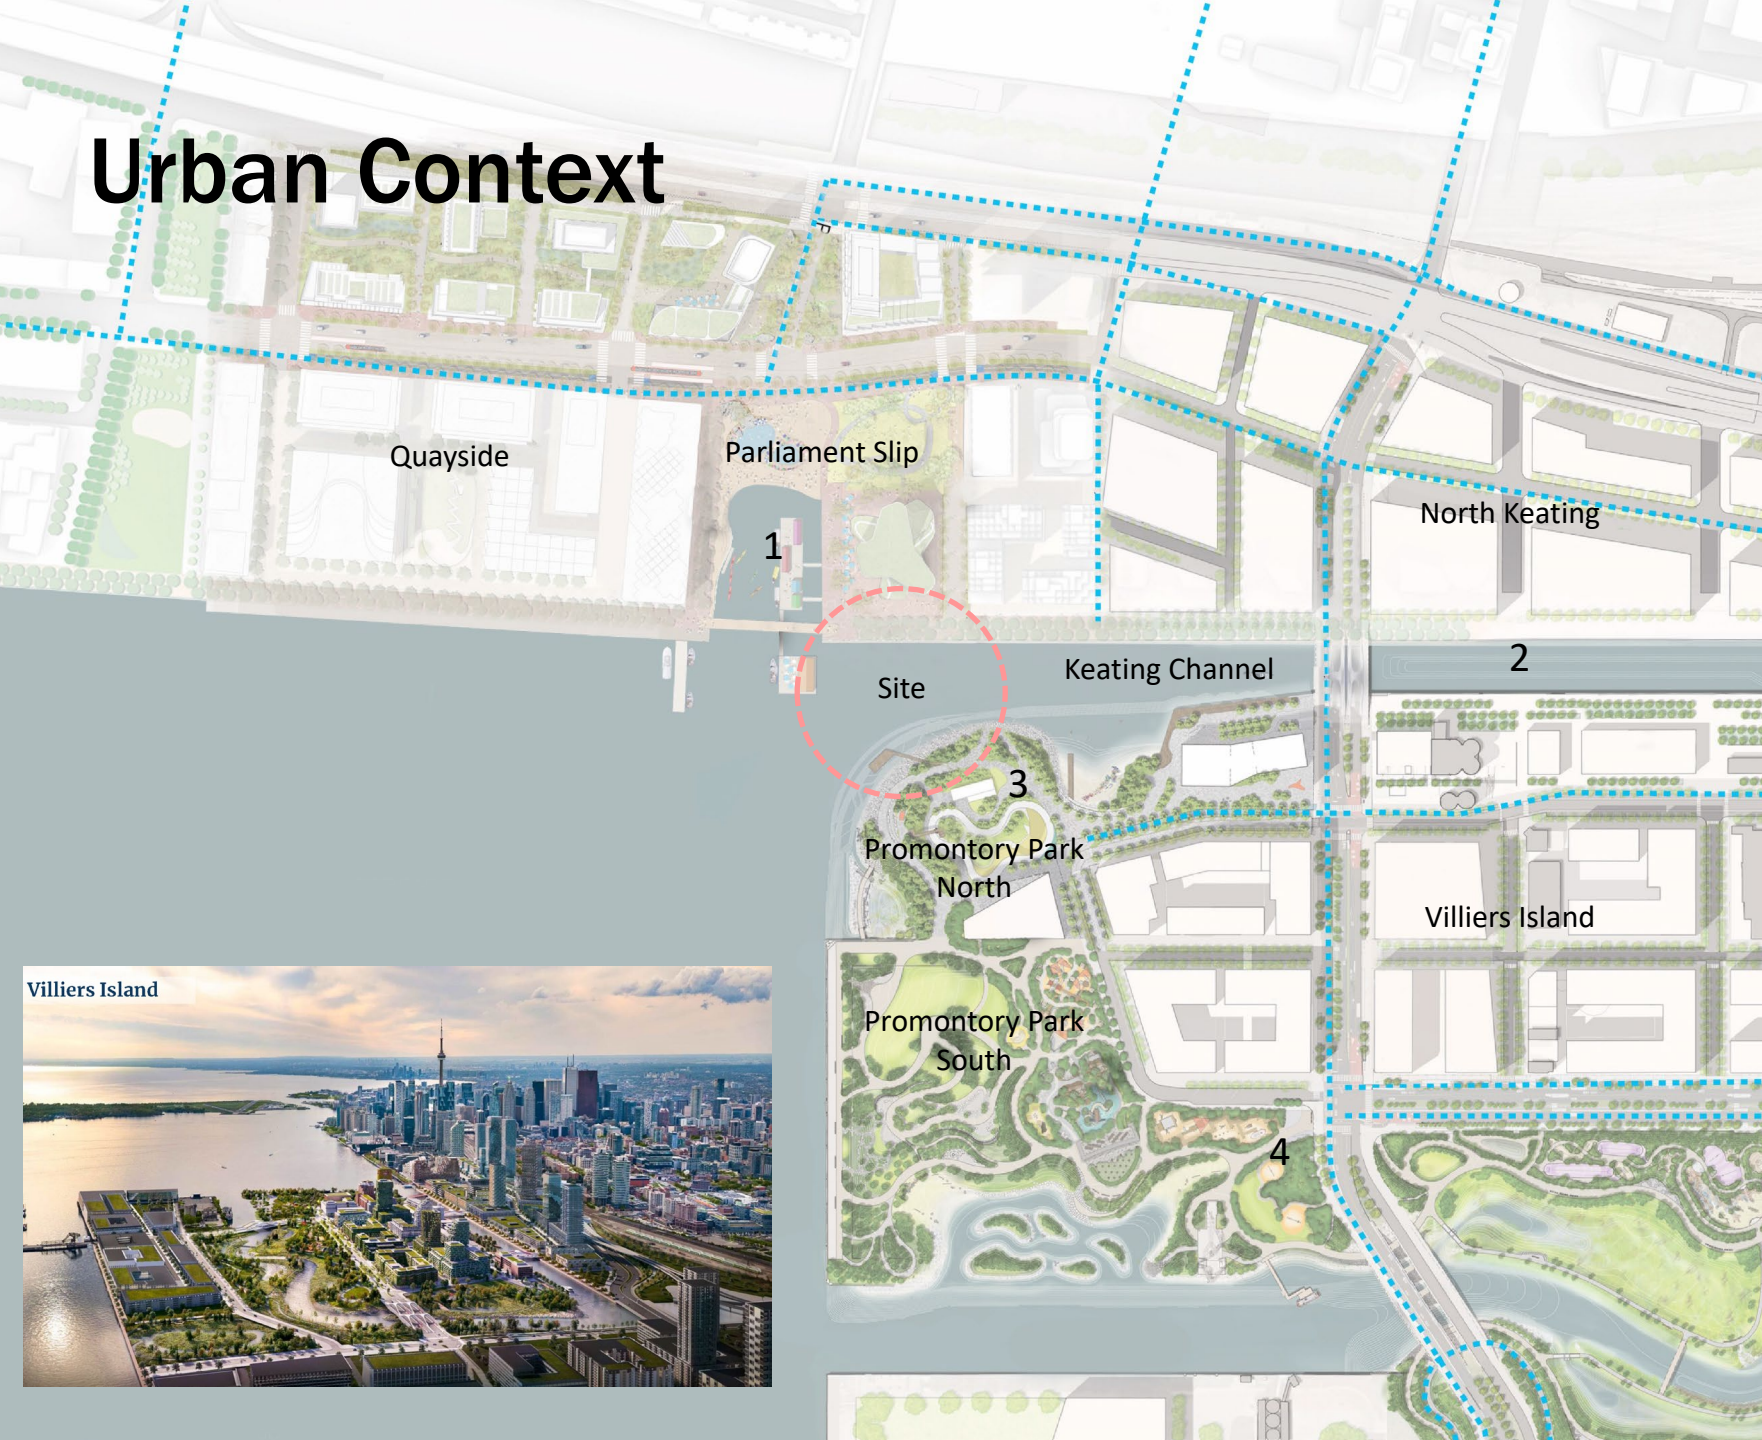 Urban Context
Quayside
Parliament Slip
1
North Keating
Site
Keating Channel
2
3
Promontory Park
North
Villiers Island
Villiers Island
Promontory Park
South
4